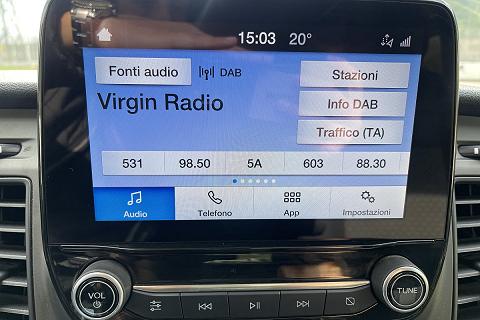 15:03 20°
Fonti audio DAB Stazioni
Virgin Radio Info DAB
Traffico (TA)
531 98.50 5A 603 88.30
Audio Telefono App Impostazioni
VOL TUNE